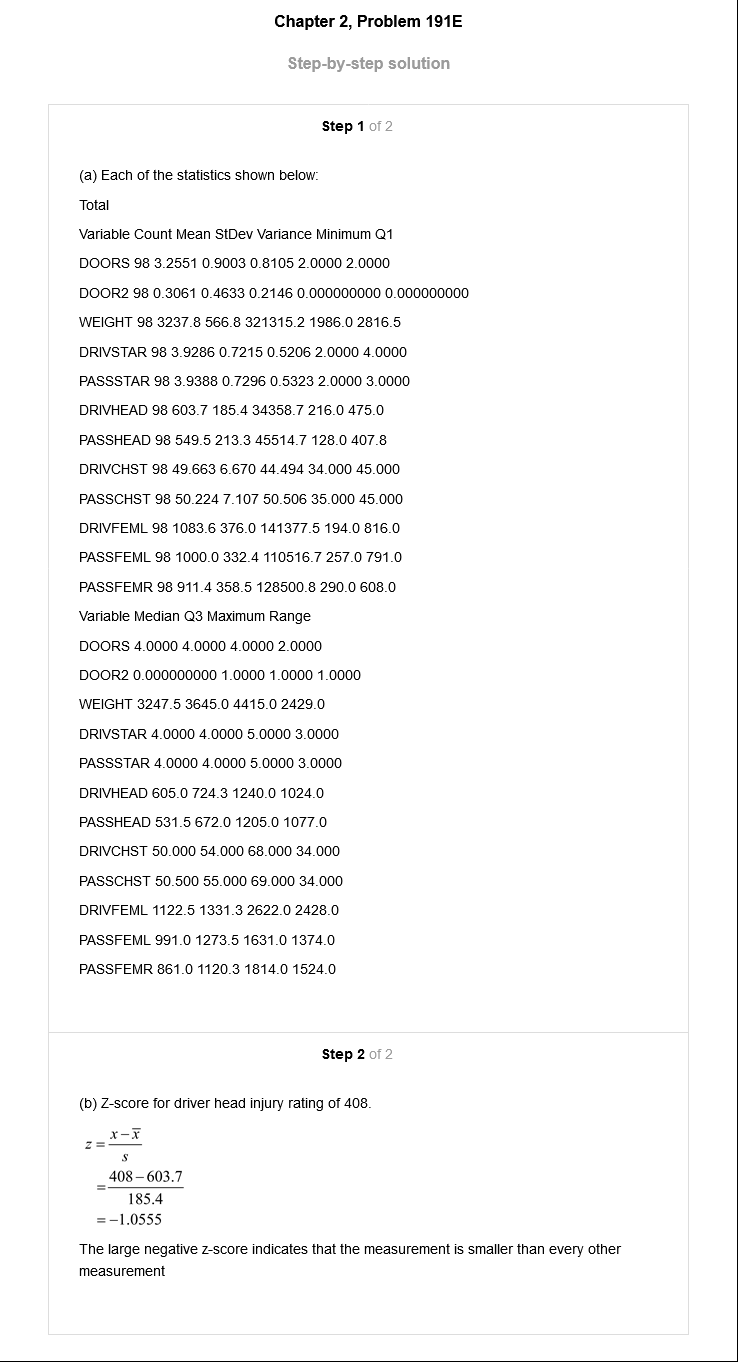 Chapter 2, Problem 191E
Step-by-step solution
Step 1 of 2
(a) Each of the statistics shown below:
Total
Variable Count Mean StDev Variance Minimum Q1
DOORS 98 3.2551 0.9003 0.8105 2.0000 2.0000
DOOR2 98 0.3061 0.4633 0.2146 0.000000000 0.000000000
WEIGHT 98 3237.8 566.8 321315.2 1986.0 2816.5
DRIVSTAR 98 3.9286 0.7215 0.5206 2.0000 4.0000
PASSSTAR 98 3.9388 0.7296 0.5323 2.0000 3.0000
DRIVHEAD 98 603.7 185.4 34358.7 216.0 475.0
PASSHEAD 98 549.5 213.3 45514.7 128.0 407.8
DRIVCHST 98 49.663 6.670 44.494 34.000 45.000
PASSCHST 98 50.224 7.107 50.506 35.000 45.000
DRIVFEML 98 1083.6 376.0 141377.5 194.0 816.0
PASSFEML 98 1000.0 332.4 110516.7 257.0 791.0
PASSFEMR 98 911.4 358.5 128500.8 290.0 608.0
Variable Median Q3 Maximum Range
DOORS 4.0000 4.0000 4.0000 2.0000
DOOR2 0.000000000 1.0000 1.0000 1.0000
WEIGHT 3247.5 3645.0 4415.0 2429.0
DRIVSTAR 4.0000 4.0000 5.0000 3.0000
PASSSTAR 4.0000 4.0000 5.0000 3.0000
DRIVHEAD 605.0 724.3 1240.0 1024.0
PASSHEAD 531.5 672.0 1205.0 1077.0
DRIVCHST 50.000 54.000 68.000 34.000
PASSCHST 50.500 55.000 69.000 34.000
DRIVFEML 1122.5 1331.3 2622.0 2428.0
PASSFEML 991.0 1273.5 1631.0 1374.0
PASSFEMR 861.0 1120.3 1814.0 1524.0
Step 2 of 2
(b) Z-score for driver head injury rating of 408.
z = (x − x̄) / s
= (408 − 603.7) / 185.4
= −1.0555
The large negative z-score indicates that the measurement is smaller than every other
measurement